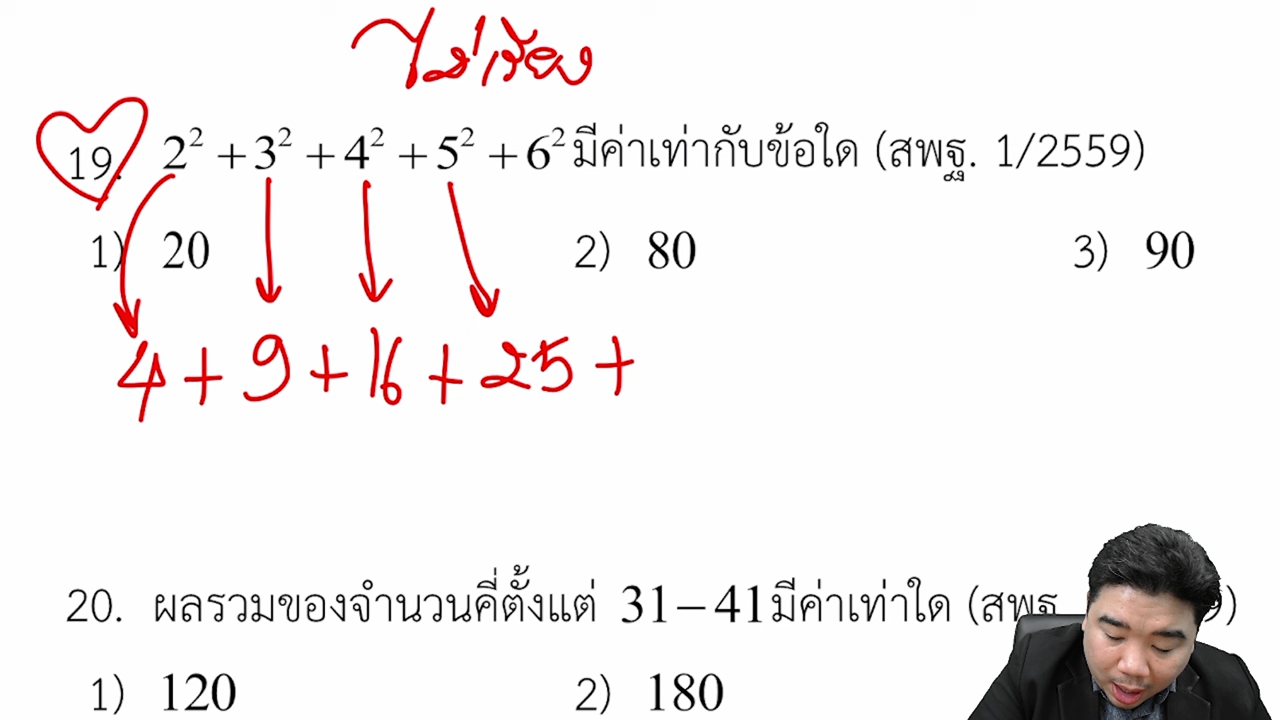 ไม่เรียง
19. 2² + 3² + 4² + 5² + 6² มีค่าเท่ากับข้อใด (สพฐ. 1/2559)
1) 20 2) 80 3) 90
4 + 9 + 16 + 25 +
20. ผลรวมของจำนวนคี่ตั้งแต่ 31 – 41 มีค่าเท่าใด (สพฐ 9)
1) 120 2) 180